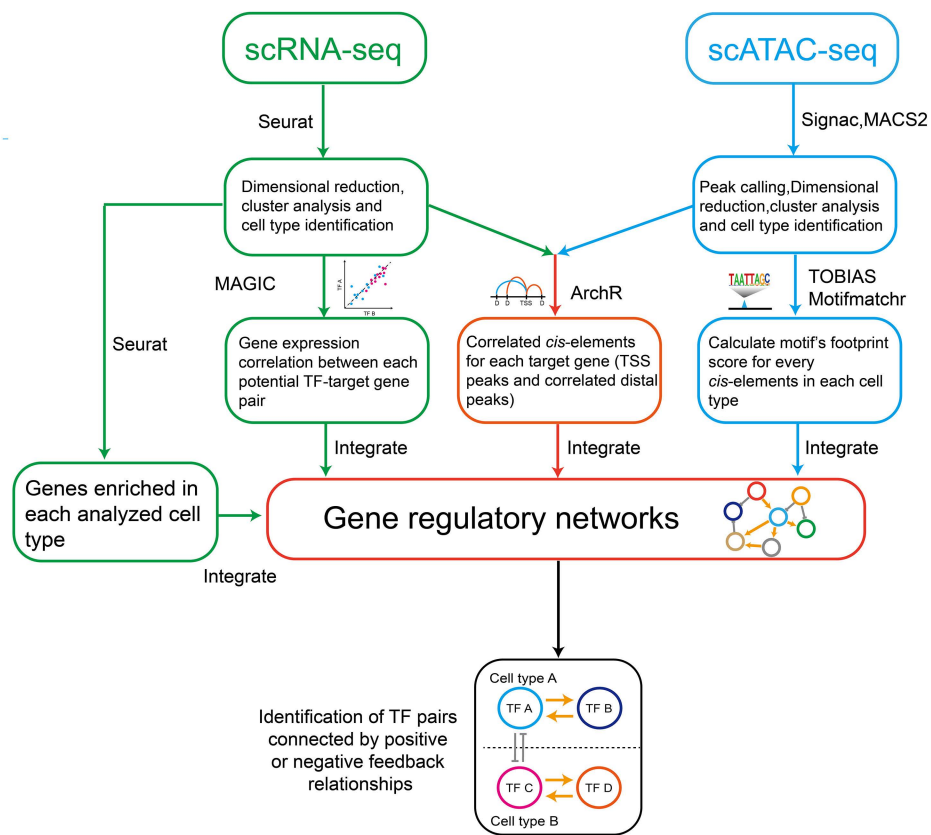 scRNA-seq
scATAC-seq
Seurat
Signac,MACS2
Dimensional reduction,
cluster analysis and
cell type identification
Peak calling,Dimensional
reduction,cluster analysis
and cell type identification
MAGIC
TF A
TF B
D D TSS D
ArchR
TAATTAGC
TOBIAS
Motifmatchr
Seurat
Gene expression
correlation between each
potential TF-target gene
pair
Correlated cis-elements
for each target gene (TSS
peaks and correlated distal
peaks)
Calculate motif's footprint
score for every
cis-elements in each cell
type
Integrate
Integrate
Integrate
Genes enriched in
each analyzed cell
type
Integrate
Gene regulatory networks
Identification of TF pairs
connected by positive
or negative feedback
relationships
Cell type A
TF A
TF B
TF C
TF D
Cell type B